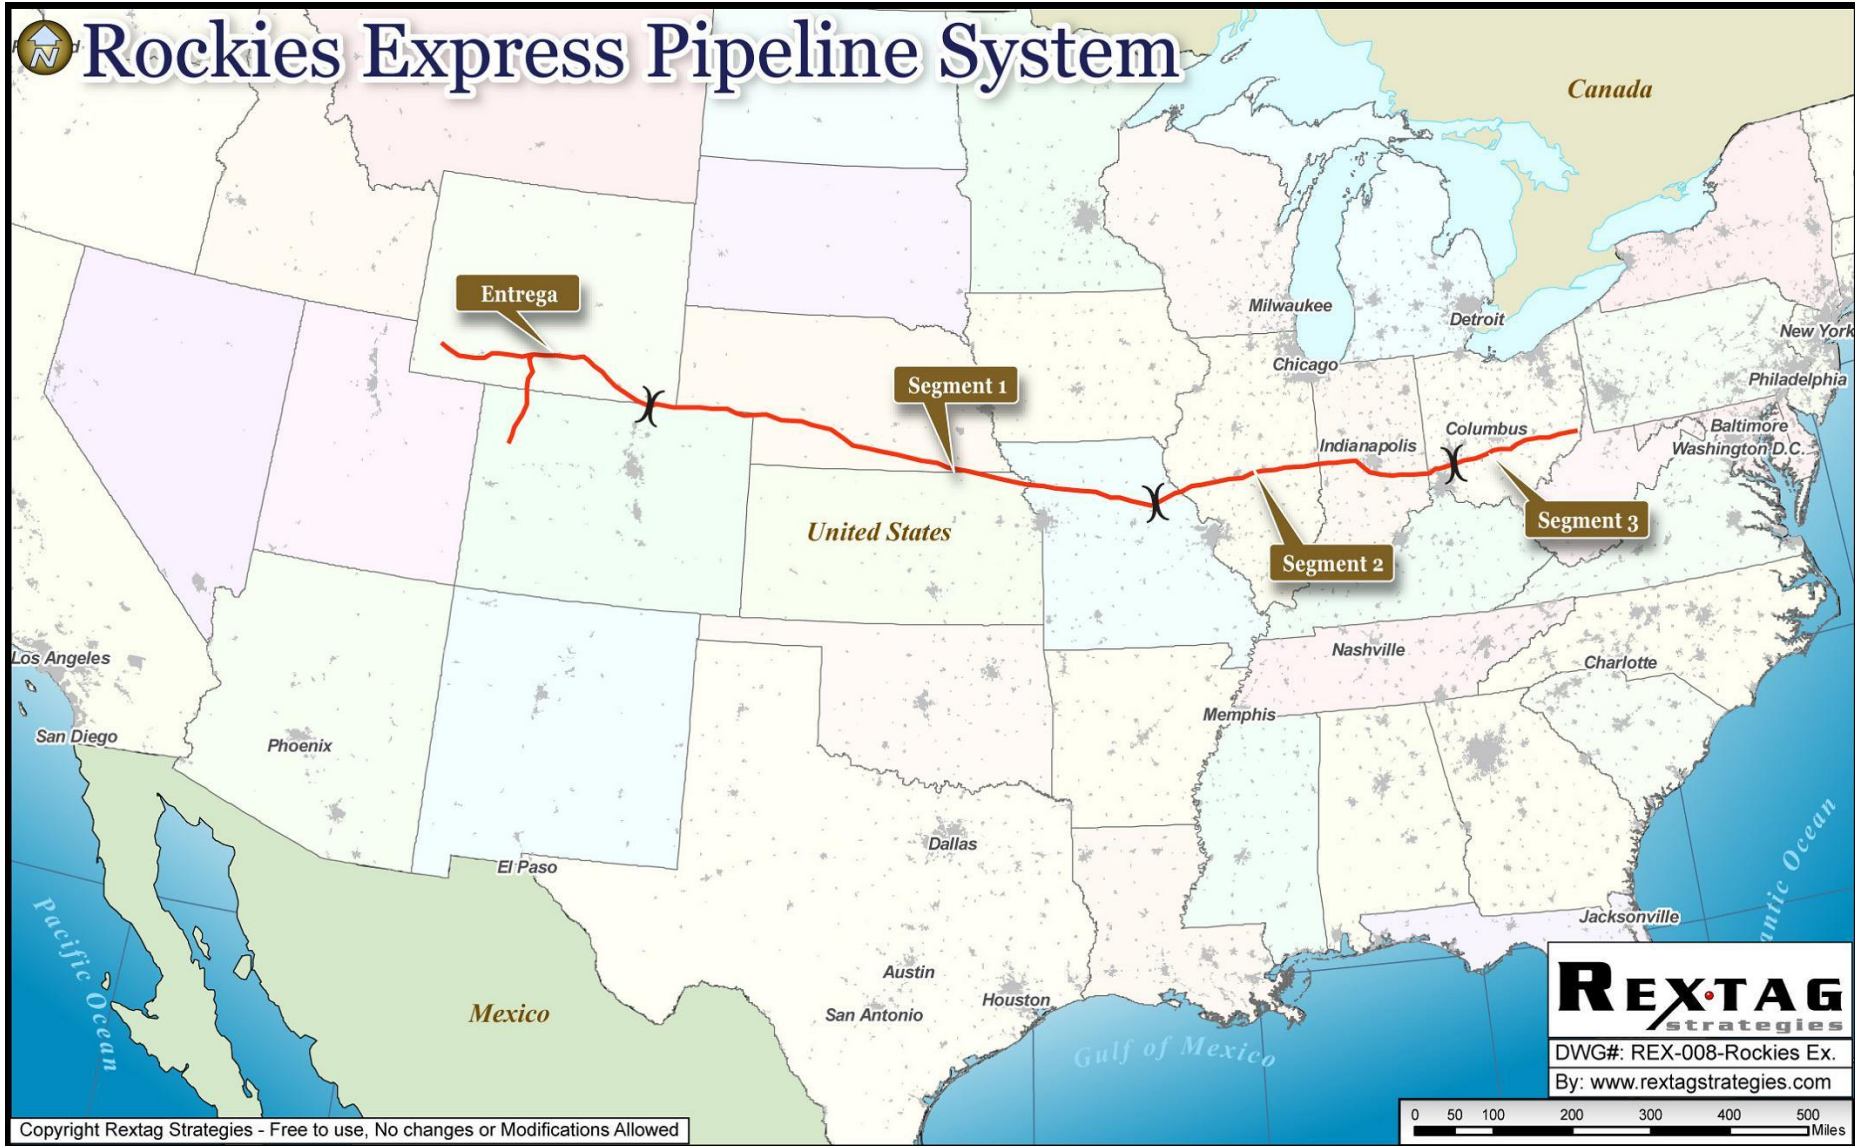 Rockies Express Pipeline System
N
Canada
Entrega
Milwaukee
Detroit
New York
Chicago
Segment 1
Philadelphia
Columbus
Baltimore
Indianapolis
Washington D.C.
United States
Segment 3
Segment 2
Nashville
Los Angeles
Charlotte
Memphis
San Diego
Phoenix
Dallas
El Paso
Jacksonville
Pacific Ocean
Austin
Houston
San Antonio
Mexico
Gulf of Mexico
antic Ocean
REXTAG
strategies
DWG#: REX-008-Rockies Ex.
By: www.rextagstrategies.com
0 50 100 200 300 400 500
Miles
Copyright Rextag Strategies - Free to use, No changes or Modifications Allowed